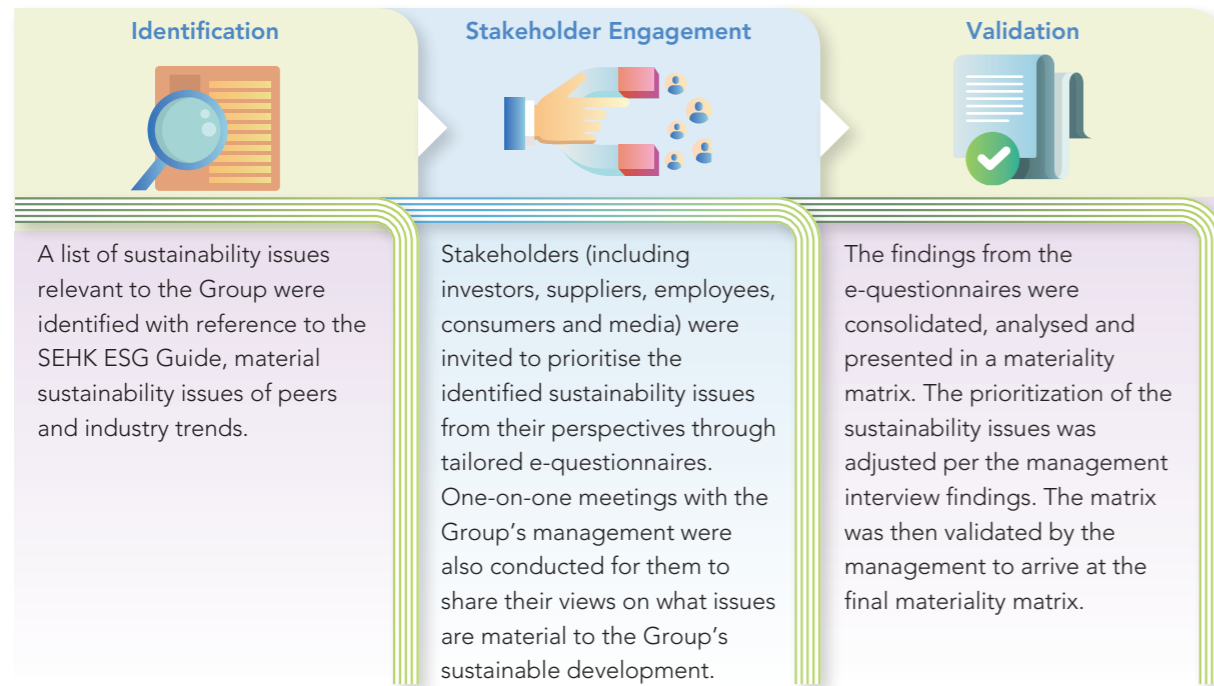 Identification
A list of sustainability issues
relevant to the Group were
identified with reference to the
SEHK ESG Guide, material
sustainability issues of peers
and industry trends.
Stakeholder Engagement
Stakeholders (including
investors, suppliers, employees,
consumers and media) were
invited to prioritise the
identified sustainability issues
from their perspectives through
tailored e-questionnaires.
One-on-one meetings with the
Group’s management were
also conducted for them to
share their views on what issues
are material to the Group’s
sustainable development.
Validation
The findings from the
e-questionnaires were
consolidated, analysed and
presented in a materiality
matrix. The prioritization of the
sustainability issues was
adjusted per the management
interview findings. The matrix
was then validated by the
management to arrive at the
final materiality matrix.